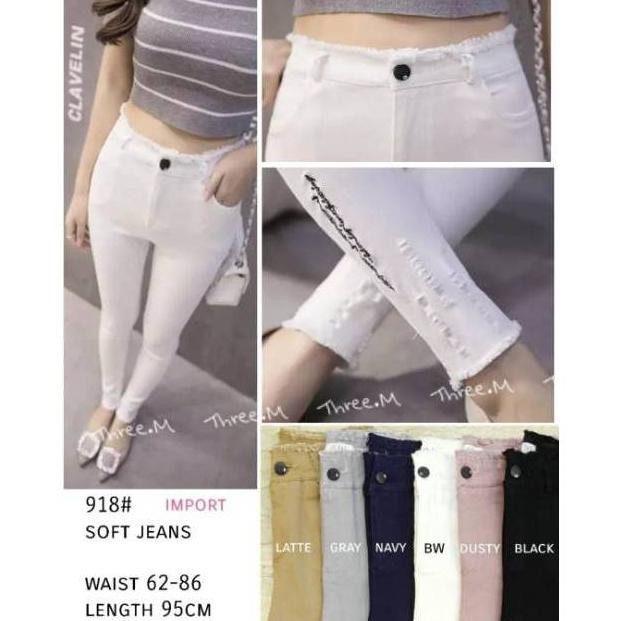 CLAVELIN
Three.M
Three.M
Three.M
Three.M
LATTE
GRAY
NAVY
BW
DUSTY
BLACK
918# IMPORT
SOFT JEANS
WAIST 62-86
LENGTH 95CM